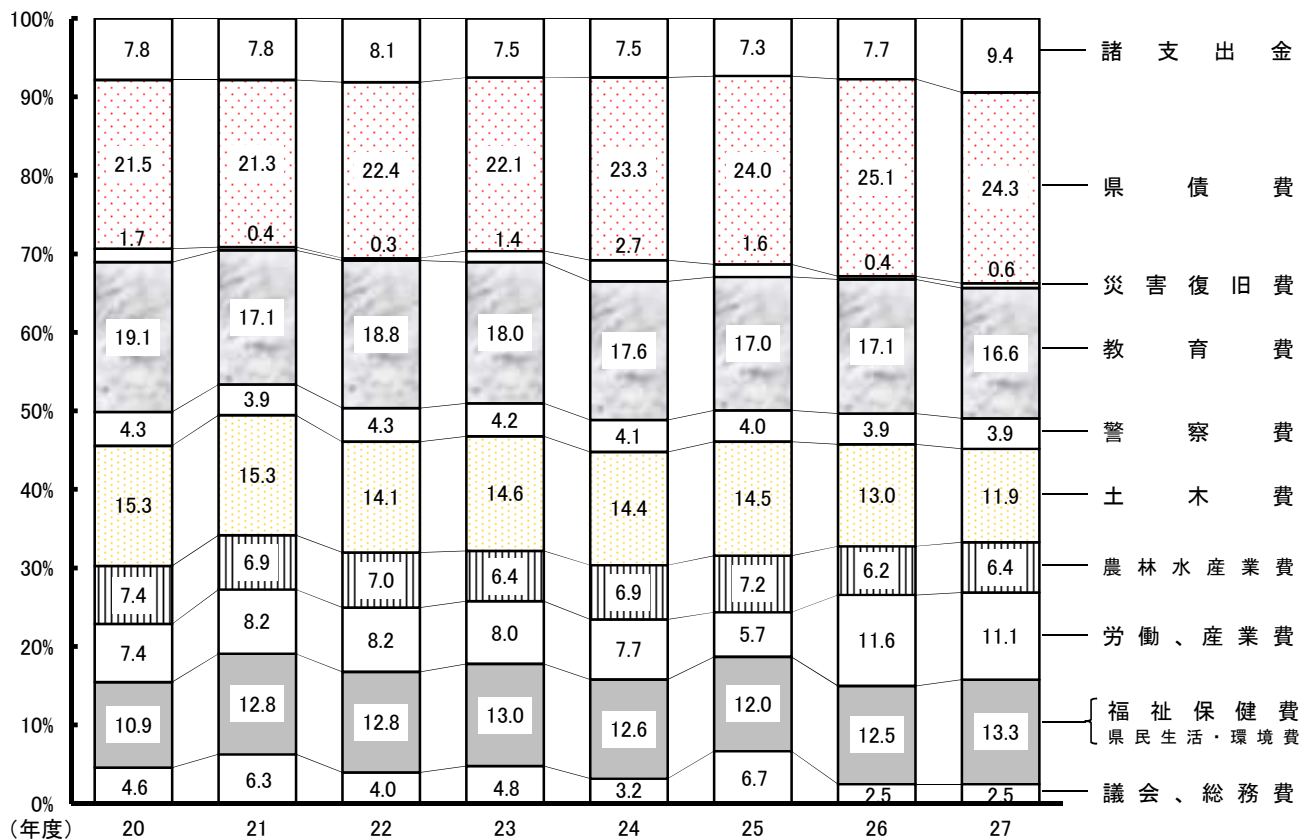 100%
90%
80%
70%
60%
50%
40%
30%
20%
10%
0%
7.8 7.8 8.1 7.5 7.5 7.3 7.7 9.4 諸支出金
21.5 21.3 22.4 22.1 23.3 24.0 25.1 24.3 県債費
1.7 0.4 0.3 1.4 2.7 1.6 0.4 0.6 災害復旧費
19.1 17.1 18.8 18.0 17.6 17.0 17.1 16.6 教育費
4.3 3.9 4.3 4.2 4.1 4.0 3.9 3.9 警察費
15.3 15.3 14.1 14.6 14.4 14.5 13.0 11.9 土木費
7.4 6.9 7.0 6.4 6.9 7.2 6.2 6.4 農林水産業費
7.4 8.2 8.2 8.0 7.7 5.7 11.6 11.1 労働、産業費
10.9 12.8 12.8 13.0 12.6 12.0 12.5 13.3 福祉保健費
県民生活・環境費
4.6 6.3 4.0 4.8 3.2 6.7 2.5 2.5 議会、総務費
(年度) 20 21 22 23 24 25 26 27